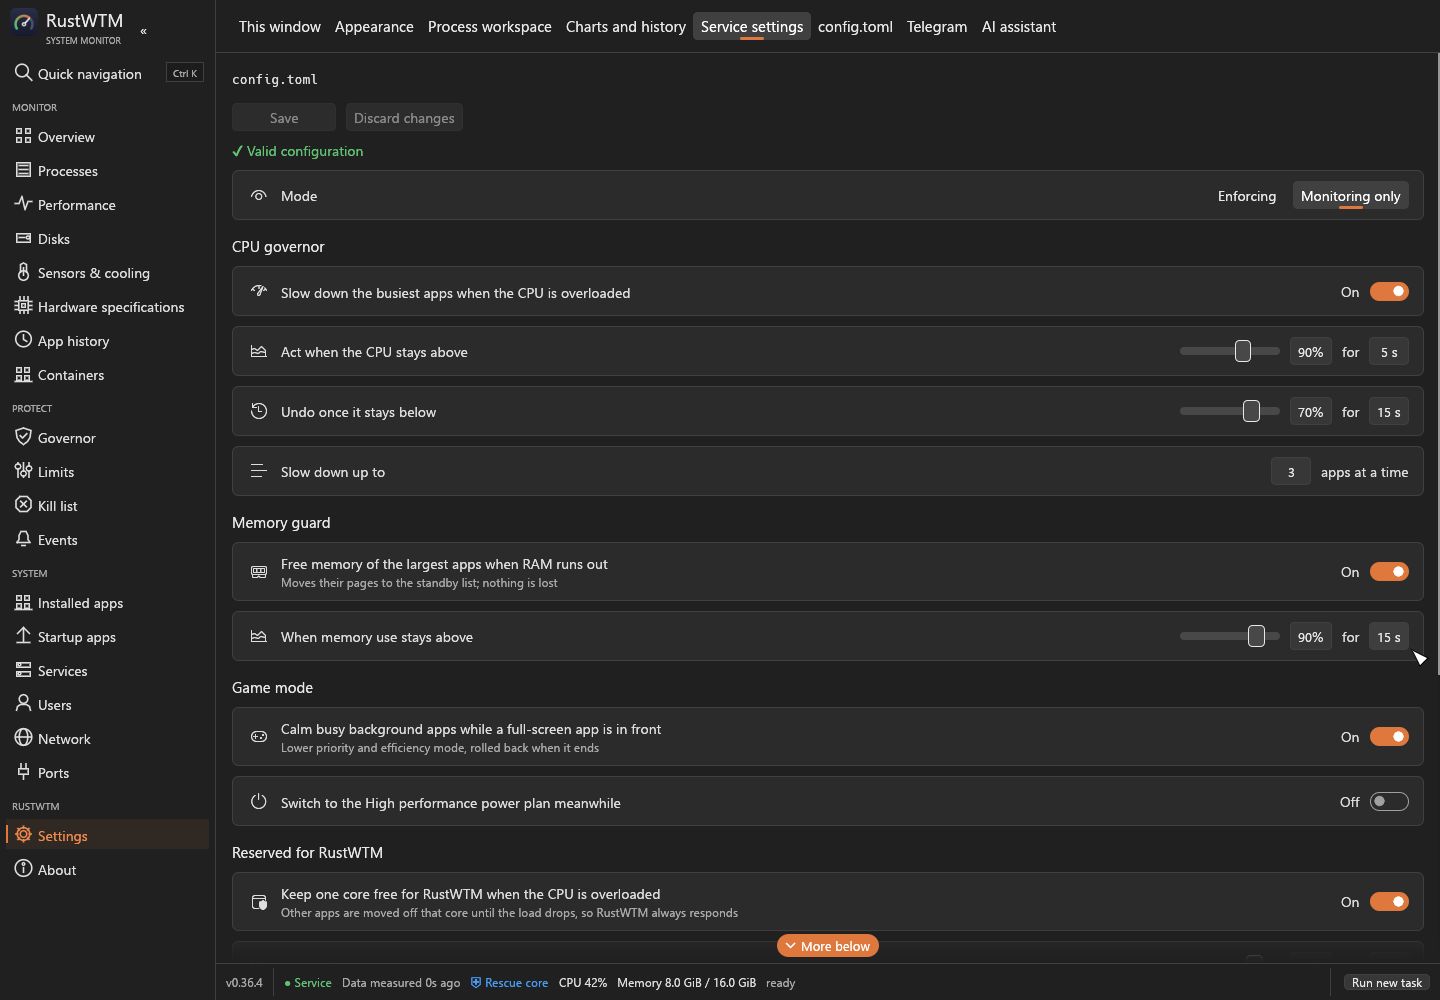 RustWTM
SYSTEM MONITOR
«
Quick navigation
Ctrl K
MONITOR
Overview
Processes
Performance
Disks
Sensors & cooling
Hardware specifications
App history
Containers
PROTECT
Governor
Limits
Kill list
Events
SYSTEM
Installed apps
Startup apps
Services
Users
Network
Ports
RUSTWTM
Settings
About
This window Appearance Process workspace Charts and history Service settings config.toml Telegram AI assistant
config.toml
Save Discard changes
✓ Valid configuration
Mode Enforcing Monitoring only
CPU governor
Slow down the busiest apps when the CPU is overloaded On
Act when the CPU stays above 90% for 5 s
Undo once it stays below 70% for 15 s
Slow down up to 3 apps at a time
Memory guard
Free memory of the largest apps when RAM runs out On
Moves their pages to the standby list; nothing is lost
When memory use stays above 90% for 15 s
Game mode
Calm busy background apps while a full-screen app is in front On
Lower priority and efficiency mode, rolled back when it ends
Switch to the High performance power plan meanwhile Off
Reserved for RustWTM
Keep one core free for RustWTM when the CPU is overloaded On
Other apps are moved off that core until the load drops, so RustWTM always responds
More below
v0.36.4 ● Service Data measured 0s ago Rescue core CPU 42% Memory 8.0 GiB / 16.0 GiB ready Run new task